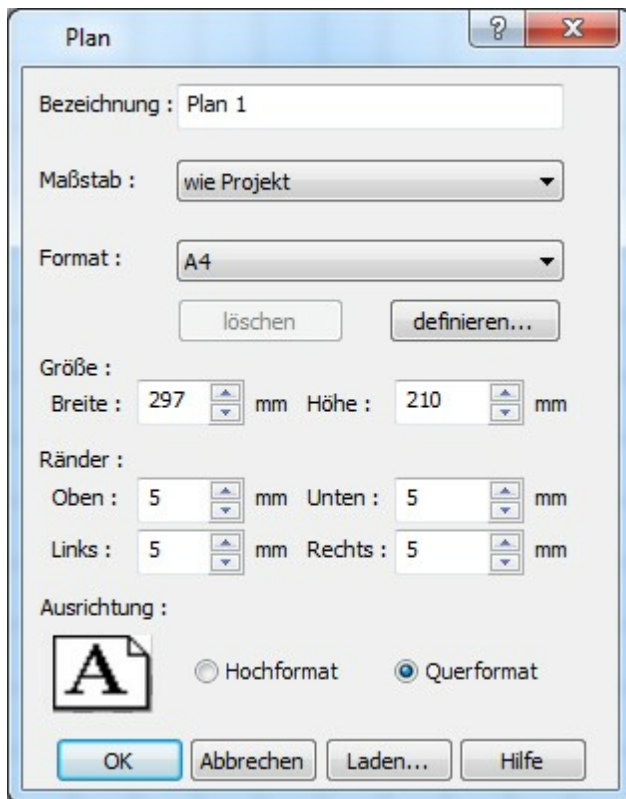 Plan
Bezeichnung : Plan 1
Maßstab : wie Projekt
Format : A4
löschen definieren...
Größe :
Breite : 297 mm Höhe : 210 mm
Ränder :
Oben : 5 mm Unten : 5 mm
Links : 5 mm Rechts : 5 mm
Ausrichtung :
A Hochformat Querformat
OK Abbrechen Laden... Hilfe